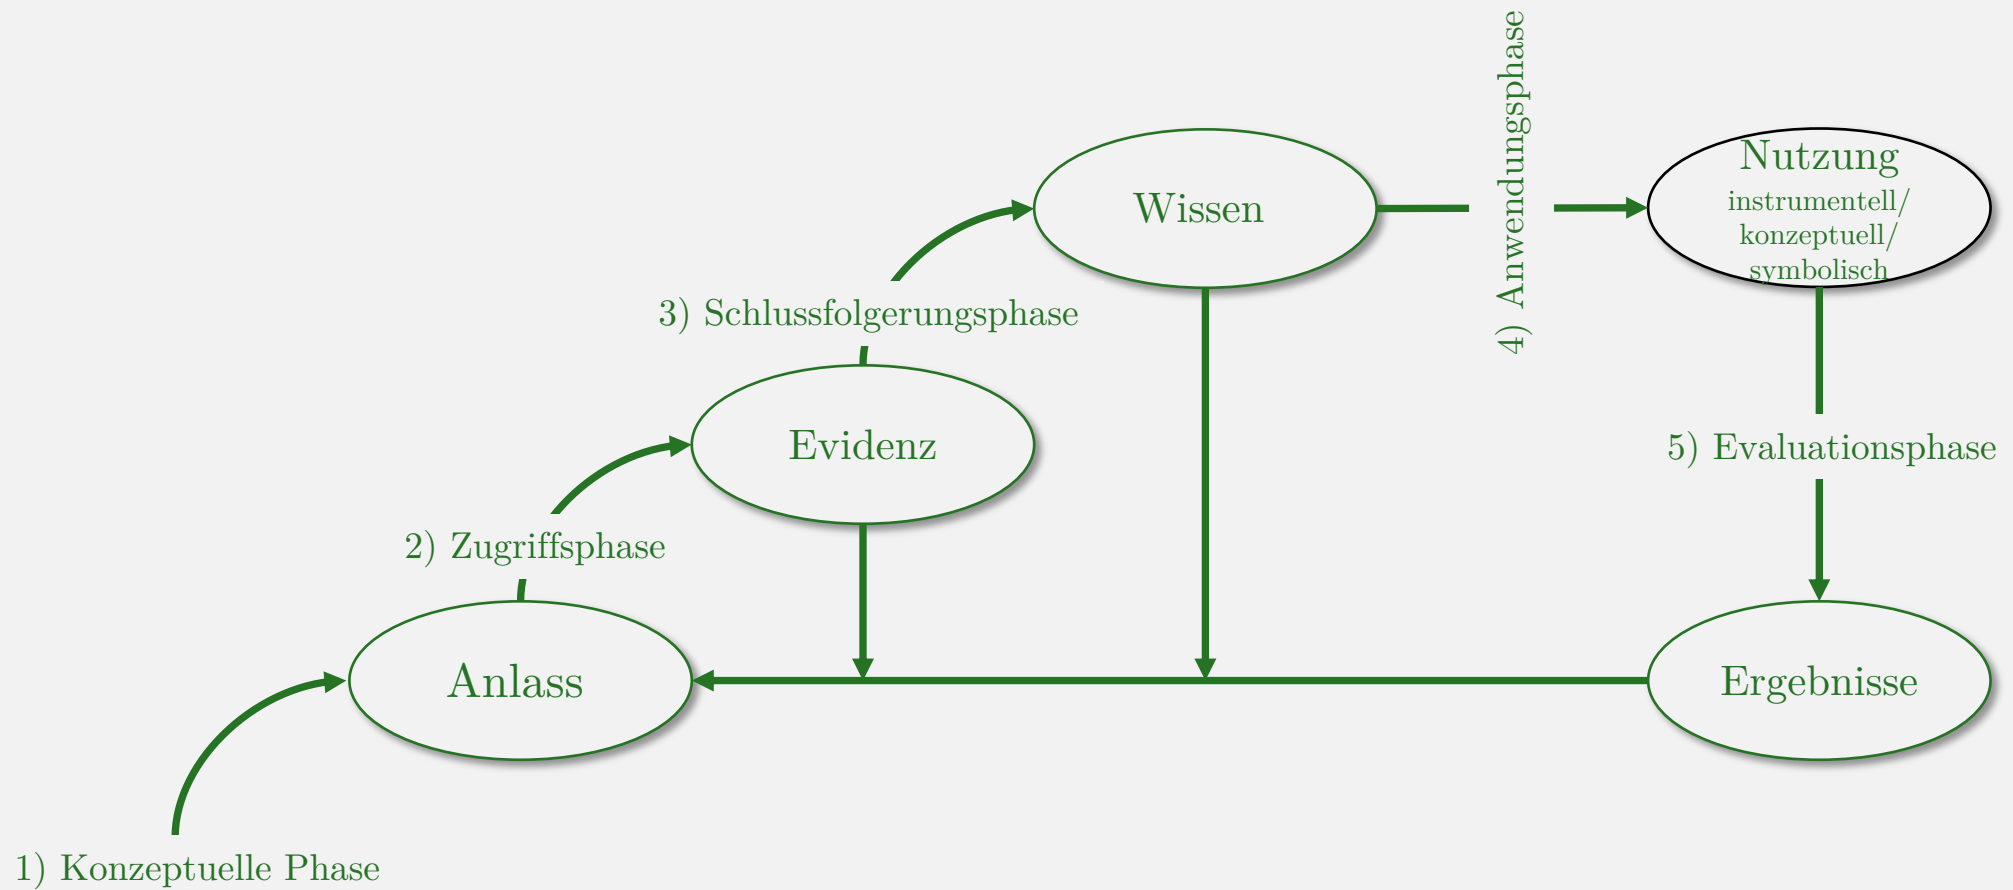 4) Anwendungsphase
Wissen
Nutzung
instrumentell/
konzeptuell/
symbolisch
3) Schlussfolgerungsphase
Evidenz
5) Evaluationsphase
2) Zugriffsphase
Anlass
Ergebnisse
1) Konzeptuelle Phase